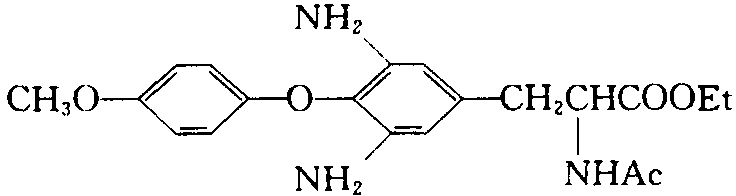 NH₂
CH₃O O CH₂CHCOOEt
NH₂ NHAc